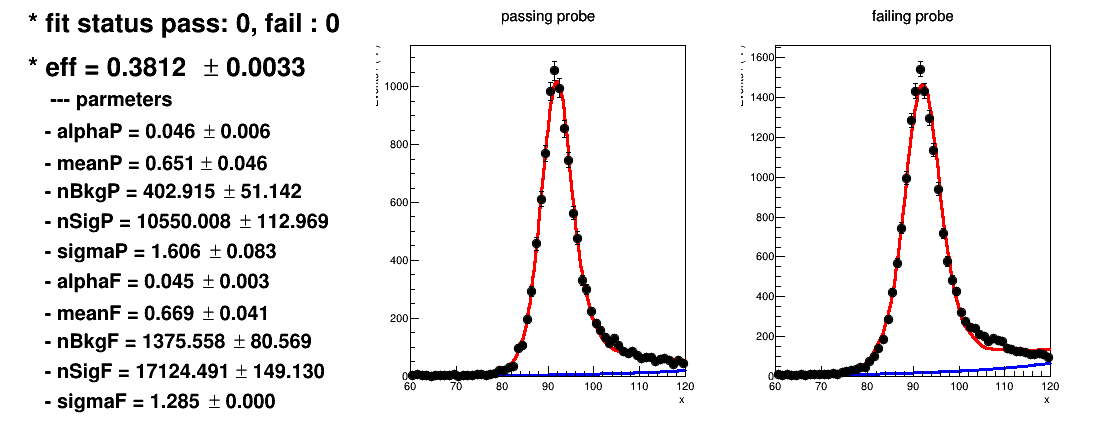 * fit status pass: 0, fail : 0
* eff = 0.3812 ± 0.0033
--- parmeters
- alphaP = 0.046 ± 0.006
- meanP = 0.651 ± 0.046
- nBkgP = 402.915 ± 51.142
- nSigP = 10550.008 ± 112.969
- sigmaP = 1.606 ± 0.083
- alphaF = 0.045 ± 0.003
- meanF = 0.669 ± 0.041
- nBkgF = 1375.558 ± 80.569
- nSigF = 17124.491 ± 149.130
- sigmaF = 1.285 ± 0.000
passing probe
1000
800
600
400
200
0
60 70 80 90 100 110 120
x
failing probe
1600
1400
1200
1000
800
600
400
200
0
60 70 80 90 100 110 120
x